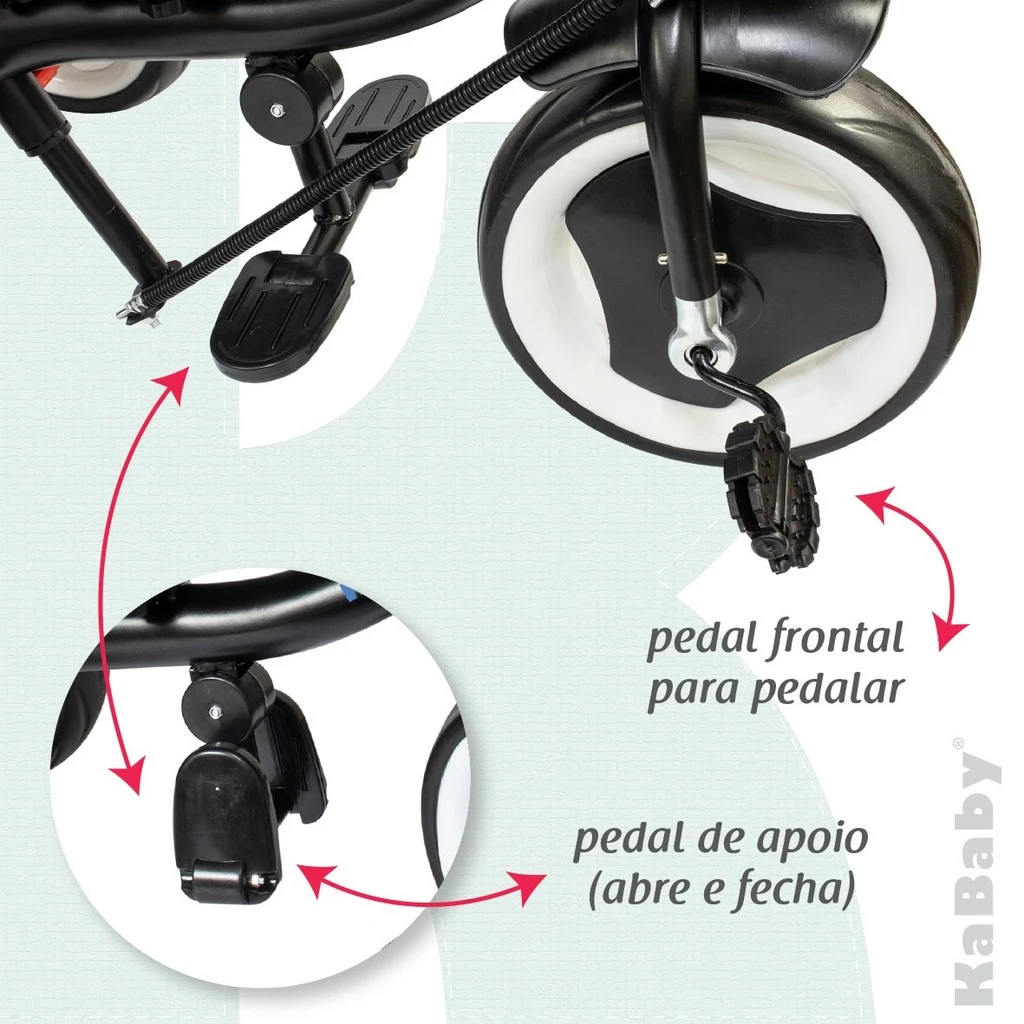 pedal frontal
para pedalar
pedal de apoio
(abre e fecha)
KaBaby®